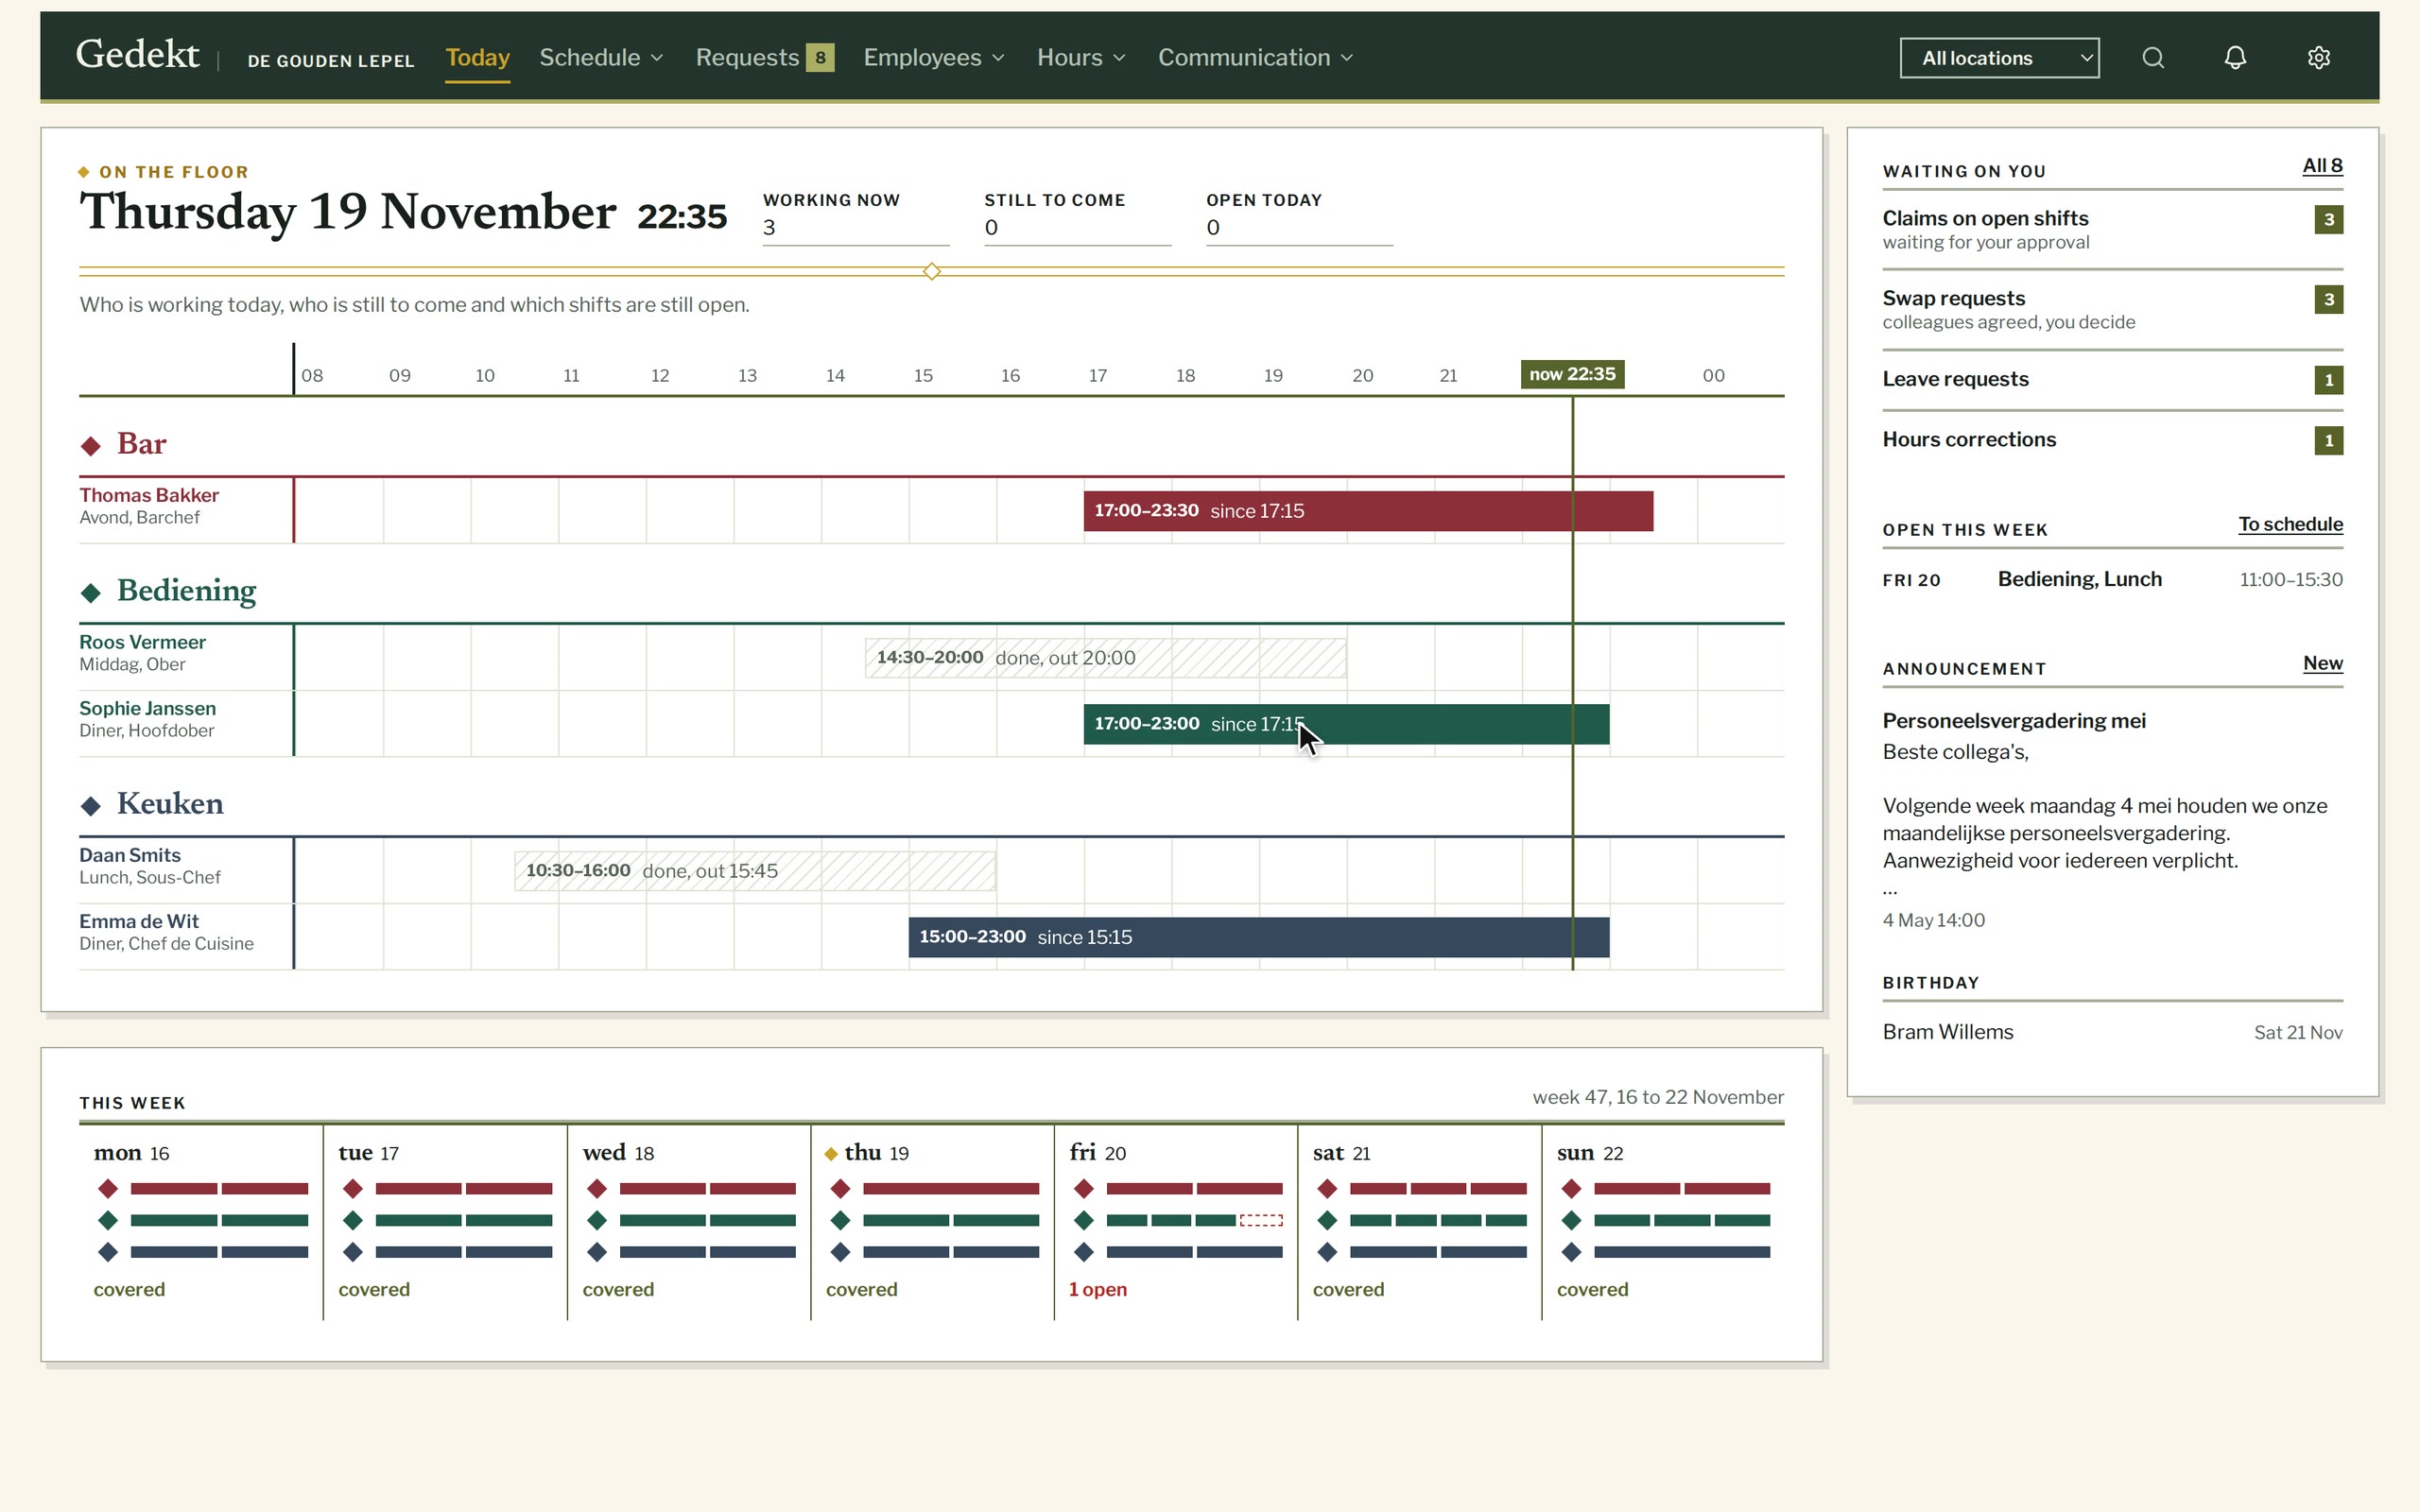 Gedekt
DE GOUDEN LEPEL
Today
Schedule
Requests 8
Employees
Hours
Communication
All locations
ON THE FLOOR
Thursday 19 November 22:35
WORKING NOW
3
STILL TO COME
0
OPEN TODAY
0
Who is working today, who is still to come and which shifts are still open.
08 09 10 11 12 13 14 15 16 17 18 19 20 21 now 22:35 00
Bar
Thomas Bakker
Avond, Barchef
17:00–23:30 since 17:15
Bediening
Roos Vermeer
Middag, Ober
14:30–20:00 done, out 20:00
Sophie Janssen
Diner, Hoofdober
17:00–23:00 since 17:15
Keuken
Daan Smits
Lunch, Sous-Chef
10:30–16:00 done, out 15:45
Emma de Wit
Diner, Chef de Cuisine
15:00–23:00 since 15:15
THIS WEEK
week 47, 16 to 22 November
mon 16
covered
tue 17
covered
wed 18
covered
thu 19
covered
fri 20
1 open
sat 21
covered
sun 22
covered
WAITING ON YOU
All 8
Claims on open shifts
waiting for your approval
3
Swap requests
colleagues agreed, you decide
3
Leave requests
1
Hours corrections
1
OPEN THIS WEEK
To schedule
FRI 20 Bediening, Lunch 11:00–15:30
ANNOUNCEMENT
New
Personeelsvergadering mei
Beste collega's,
Volgende week maandag 4 mei houden we onze
maandelijkse personeelsvergadering.
Aanwezigheid voor iedereen verplicht.
...
4 May 14:00
BIRTHDAY
Bram Willems
Sat 21 Nov